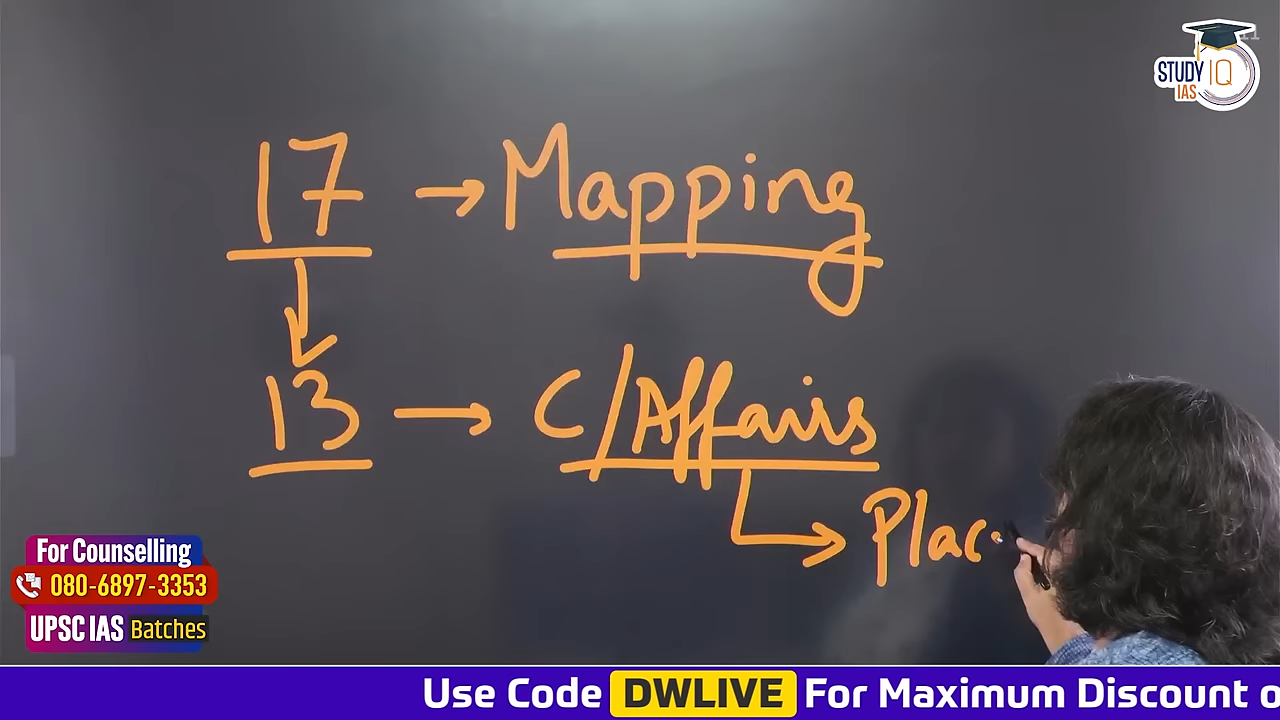 STUDY IQ
IAS
17 → Mapping
13 → C/Affairs
→ Plac
For Counselling
080-6897-3353
UPSC IAS Batches
Use Code DWLIVE For Maximum Discount o